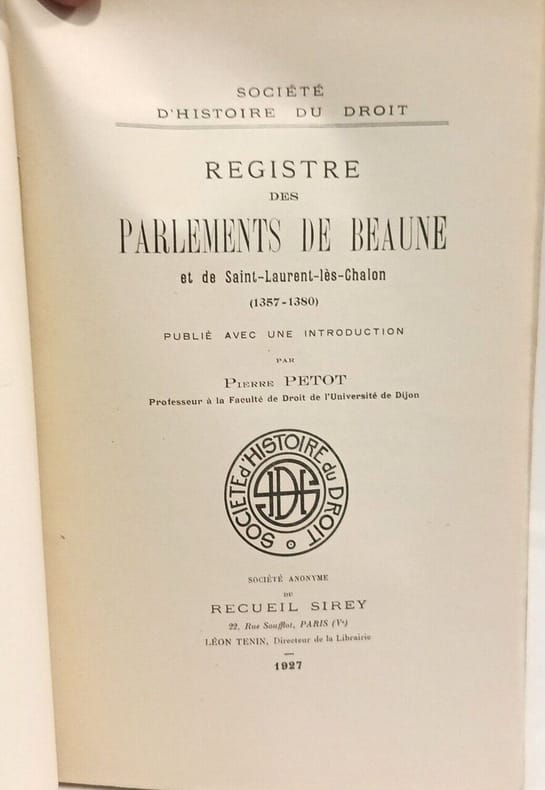 SOCIÉTÉ
D'HISTOIRE DU DROIT
REGISTRE
DES
PARLEMENTS DE BEAUNE
et de Saint-Laurent-lès-Chalon
(1357-1380)
PUBLIÉ AVEC UNE INTRODUCTION
PAR
PIERRE PETOT
Professeur à la Faculté de Droit de l'Université de Dijon
SOCIÉTÉ d'HISTOIRE du DROIT
SDH
SOCIÉTÉ ANONYME
DU
RECUEIL SIREY
22, Rue Soufflot, PARIS (Vᵉ)
LÉON TENIN, Directeur de la Librairie
1927